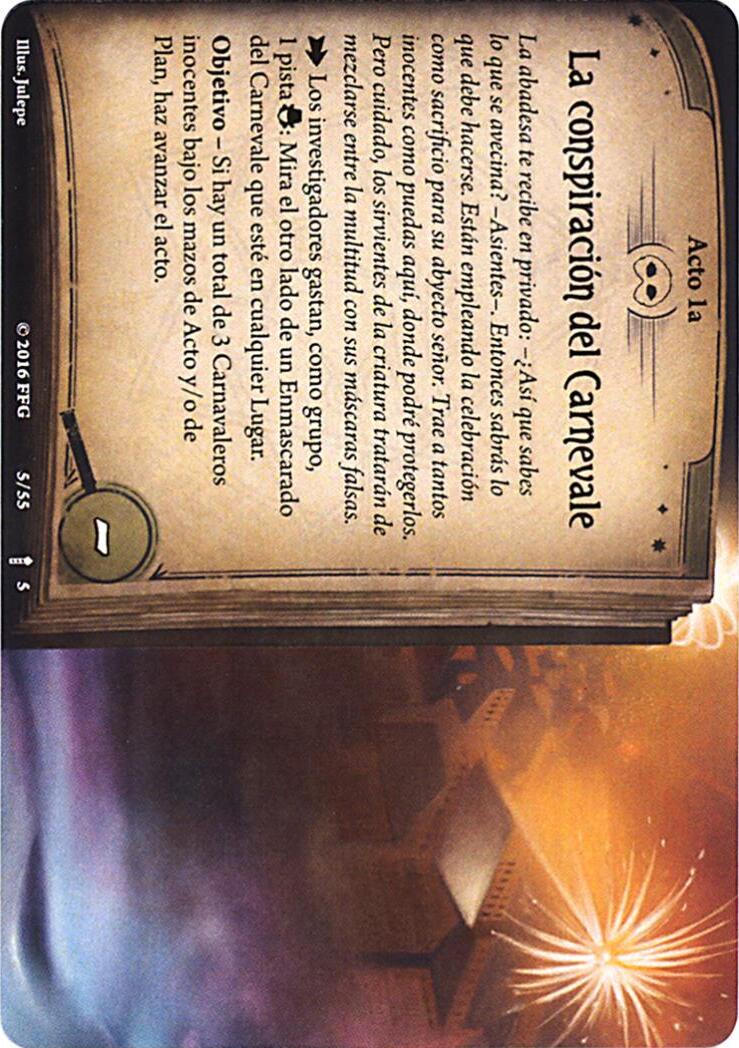 Acto 1a
La conspiración del Carnevale
La abadesa te recibe en privado: –¿Así que sabes
lo que se avecina? –Asientes–. Entonces sabrás lo
que debe hacerse. Están empleando la celebración
como sacrificio para su abyecto señor. Trae a tantos
inocentes como puedas aquí, donde podré protegerlos.
Pero cuidado, los sirvientes de la criatura tratarán de
mezclarse entre la multitud con sus máscaras falsas.
Los investigadores gastan, como grupo,
1 pista: Mira el otro lado de un Enmascarado
del Carnevale que esté en cualquier Lugar.
Objetivo – Si hay un total de 3 Carnavaleros
inocentes bajo los mazos de Acto y/o de
Plan, haz avanzar el acto.
–
Illus. Julepe © 2016 FFG 5/55 5